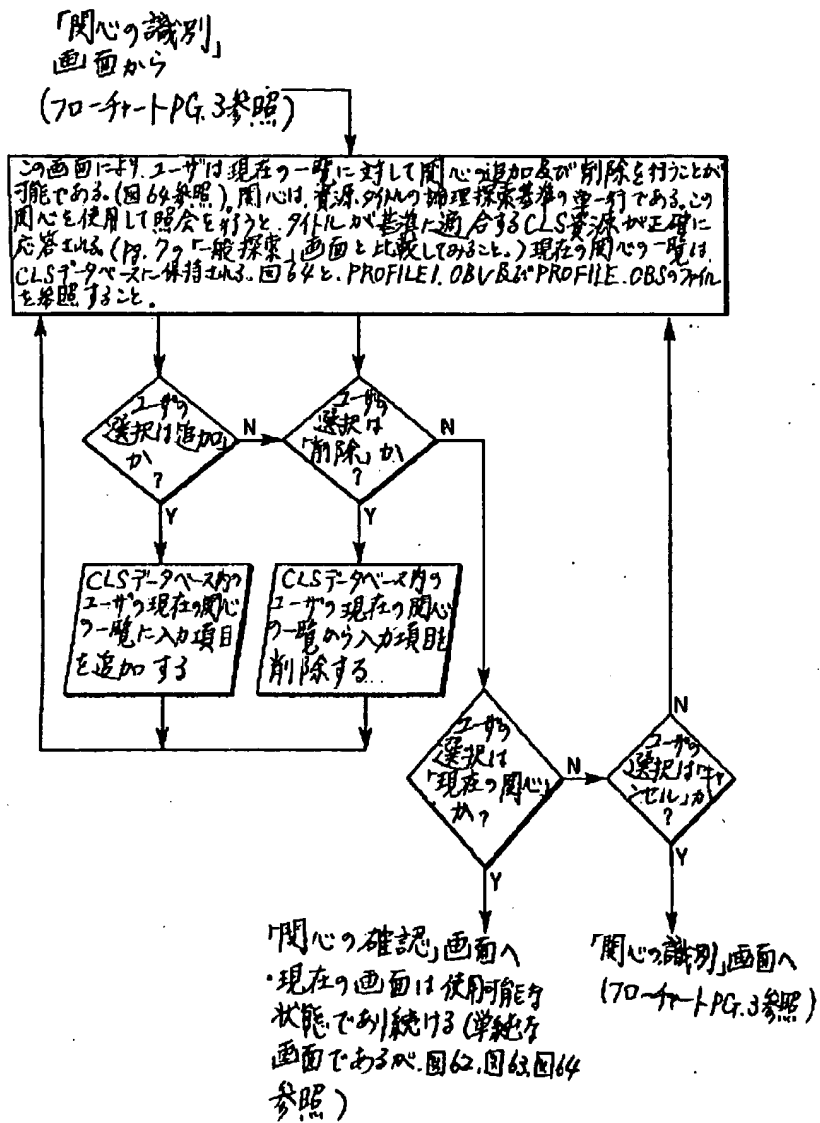 「関心の識別」
画面から
(フローチャートPG.3参照)
この画面により、ユーザは現在の一覧に対して関心の追加及び削除を行うことが
可能である。(図64参照)。関心は、資源タイトルの論理探索基準の単一行である。この
関心を使用して照会を行うと、タイトルが基準に適合するCLS資源が正確に
応答される。(pg.7の「一般探索」画面と比較してみること。)現在の関心の一覧は、
CLSデータベースに保持される。図64と、PROFILE1.OBV及びPROFILE.OBSのファイル
を参照すること。
ユーザの
選択は「追加」
か
?
N
Y
ユーザの
選択は
「削除」か
?
N
Y
CLSデータベース内の
ユーザの現在の関心
の一覧に入力項目
を追加する
CLSデータベース内の
ユーザの現在の関心
の一覧から入力項目を
削除する
ユーザの
選択は
「現在の関心」
か?
N
Y
ユーザの
選択は「キャ
ンセル」か
?
N
Y
「関心の確認」画面へ
・現在の画面は使用可能な
状態であり続ける(単純な
画面であるが、図62、図63、図64
参照)
「関心の識別」画面へ
(フローチャートPG.3参照)